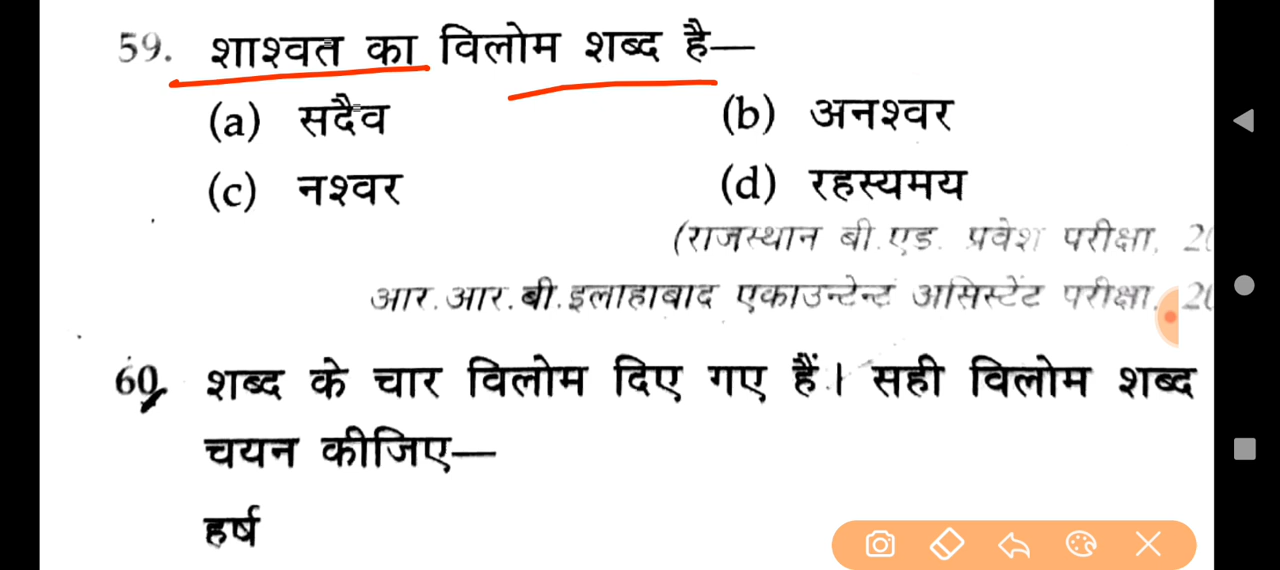 59. शाश्वत का विलोम शब्द है—
(a) सदैव (b) अनश्वर
(c) नश्वर (d) रहस्यमय
(राजस्थान बी.एड. प्रवेश परीक्षा,
आर.आर.बी.इलाहाबाद एकाउन्टेन्ट असिस्टेंट परीक्षा,
60. शब्द के चार विलोम दिए गए हैं। सही विलोम शब्द
चयन कीजिए—
हर्ष